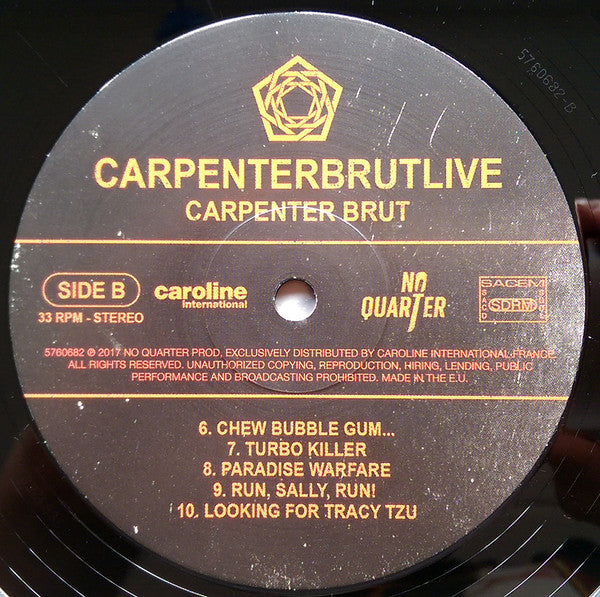 5760682-B
CARPENTERBRUTLIVE
CARPENTER BRUT
SIDE B
33 RPM - STEREO
caroline
international
NO
QUARTER
SACEM
SACD
SDRM
SGDL
5760682 ℗ 2017 NO QUARTER PROD, EXCLUSIVELY DISTRIBUTED BY CAROLINE INTERNATIONAL FRANCE.
ALL RIGHTS RESERVED. UNAUTHORIZED COPYING, REPRODUCTION, HIRING, LENDING, PUBLIC
PERFORMANCE AND BROADCASTING PROHIBITED. MADE IN THE E.U.
6. CHEW BUBBLE GUM...
7. TURBO KILLER
8. PARADISE WARFARE
9. RUN, SALLY, RUN!
10. LOOKING FOR TRACY TZU